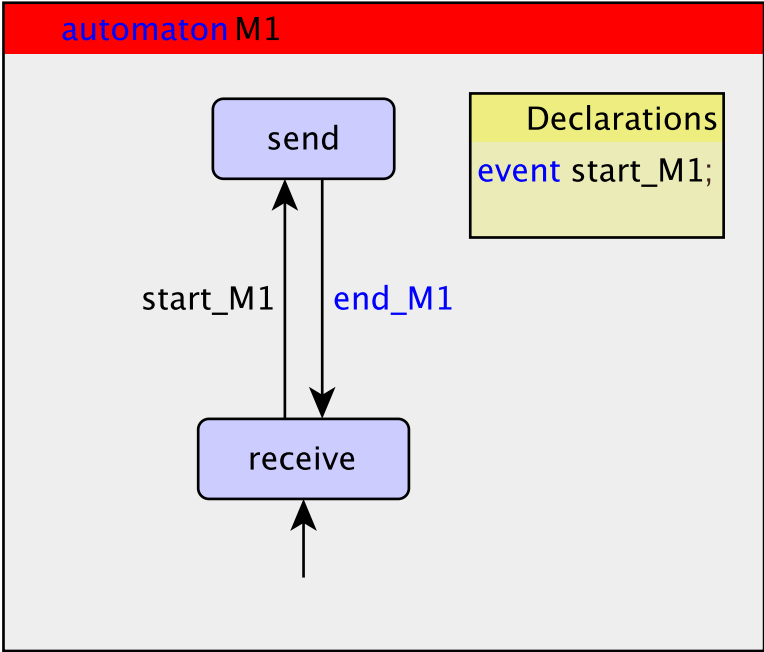 automaton M1
send
Declarations
event start_M1;
start_M1
end_M1
receive